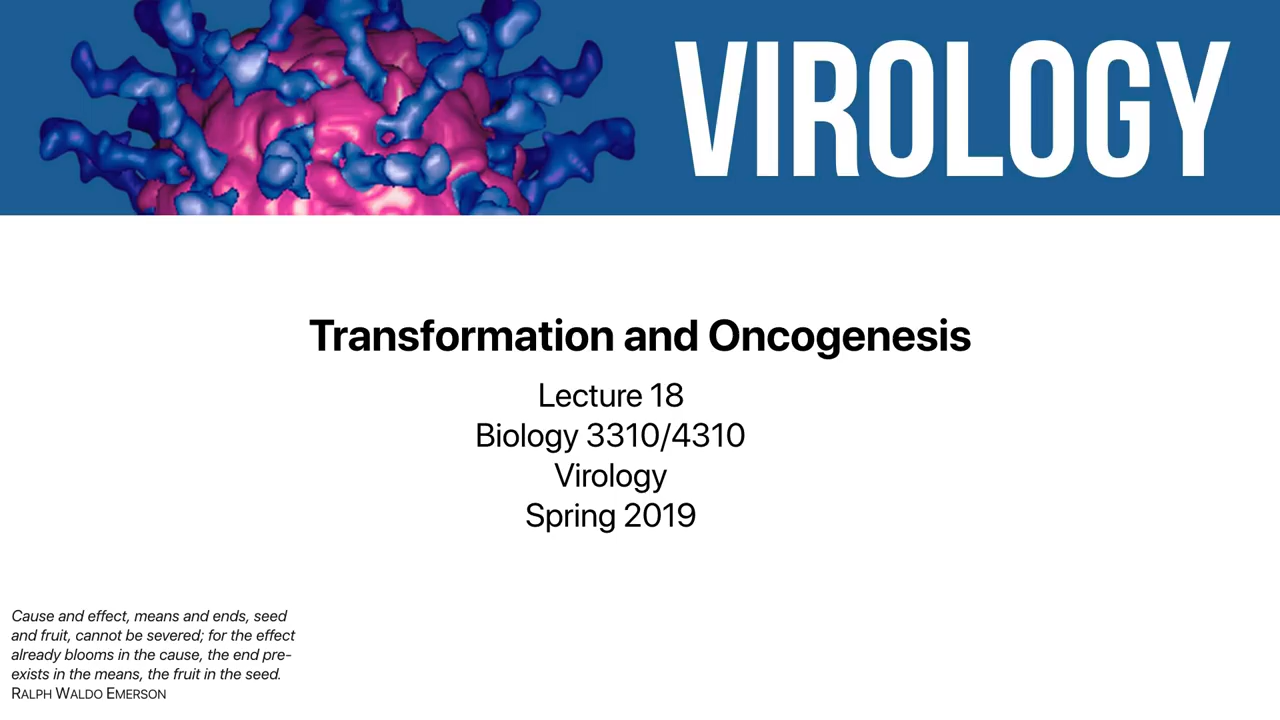 VIROLOGY
Transformation and Oncogenesis
Lecture 18
Biology 3310/4310
Virology
Spring 2019
Cause and effect, means and ends, seed
and fruit, cannot be severed; for the effect
already blooms in the cause, the end pre-
exists in the means, the fruit in the seed.
RALPH WALDO EMERSON